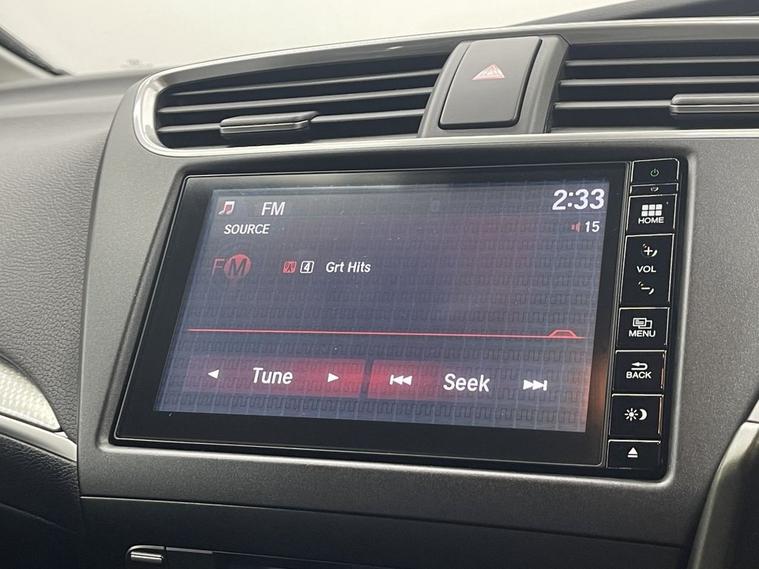 FM
2:33
SOURCE
15
FM
4 Grt Hits
Tune
Seek
HOME
+
VOL
-
MENU
BACK